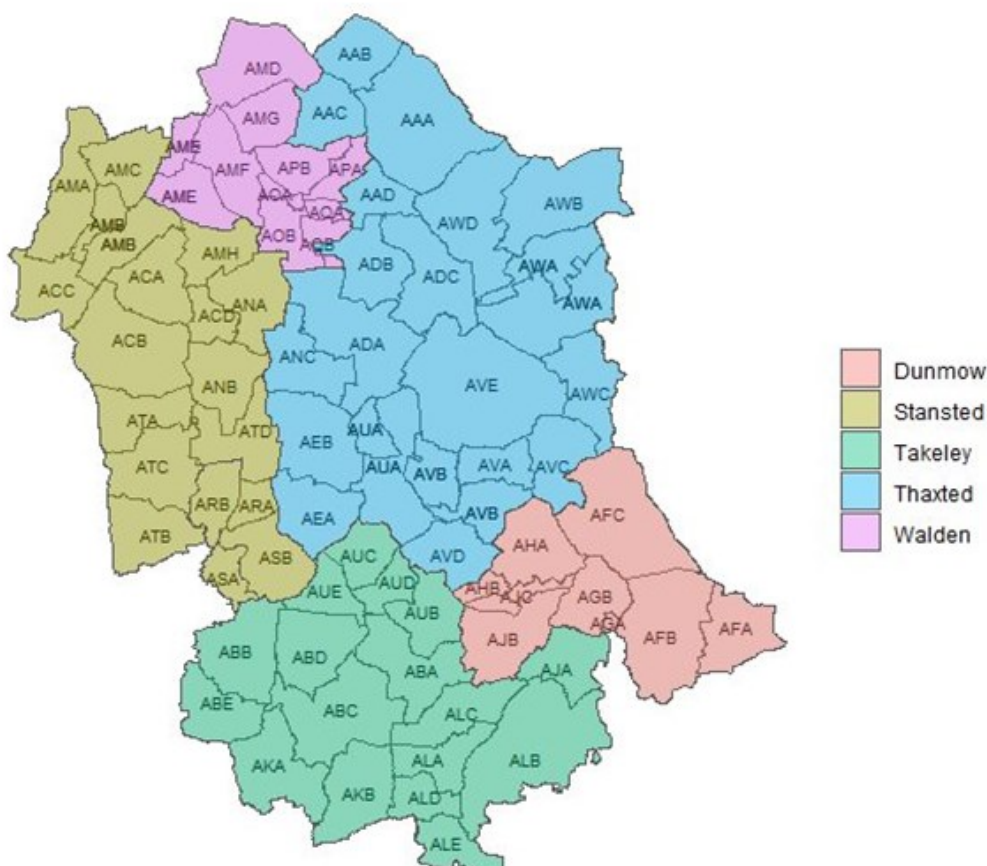 AAB
AMD
AAC
AAA
AMG
AME
AMC
APB
APA
AMF
AMA
AME
AAD
AWB
AOA
AOA
AWD
AMB
AOB
AMB
AMH
ADB
ADC
AWA
ACA
ACC
ANA
AWA
ACD
ACB
ADA
ANC
AVE
ANB
AWC
ATA
ATD
AEB
AUA
AUA
AVA
AVB
AVC
ATC
ARB
ARA
AVB
AEA
AFC
ATB
AHA
AVD
ASB
AUC
ASA
AUD
AUE
AHB
AJC
AGB
AUB
AGA
AFA
AJB
AFB
ABB
ABD
ABA
AJA
ABE
ABC
ALC
AKA
ALA
ALB
AKB
ALD
ALE
Dunmow
Stansted
Takeley
Thaxted
Walden